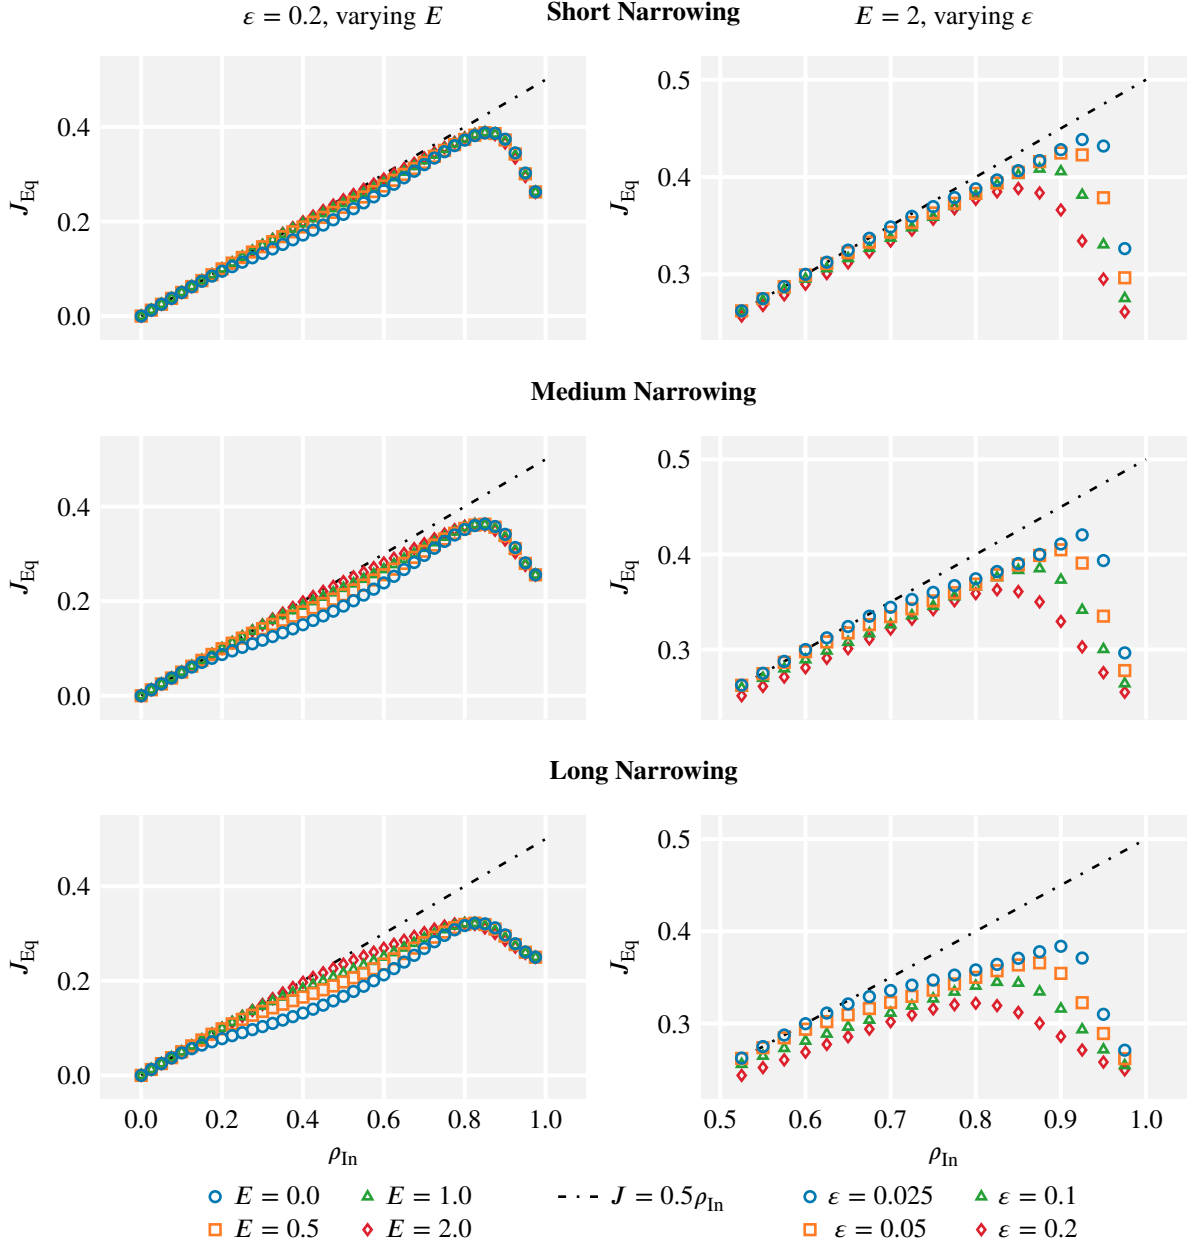 ε = 0.2, varying E
Short Narrowing
E = 2, varying ε
J_Eq
0.4
0.2
0.0
J_Eq
0.5
0.4
0.3
Medium Narrowing
J_Eq
0.4
0.2
0.0
J_Eq
0.5
0.4
0.3
Long Narrowing
J_Eq
0.4
0.2
0.0
J_Eq
0.5
0.4
0.3
0.0 0.2 0.4 0.6 0.8 1.0
ρ_In
0.5 0.6 0.7 0.8 0.9 1.0
ρ_In
E = 0.0
E = 1.0
E = 0.5
E = 2.0
J = 0.5ρ_In
ε = 0.025
ε = 0.1
ε = 0.05
ε = 0.2